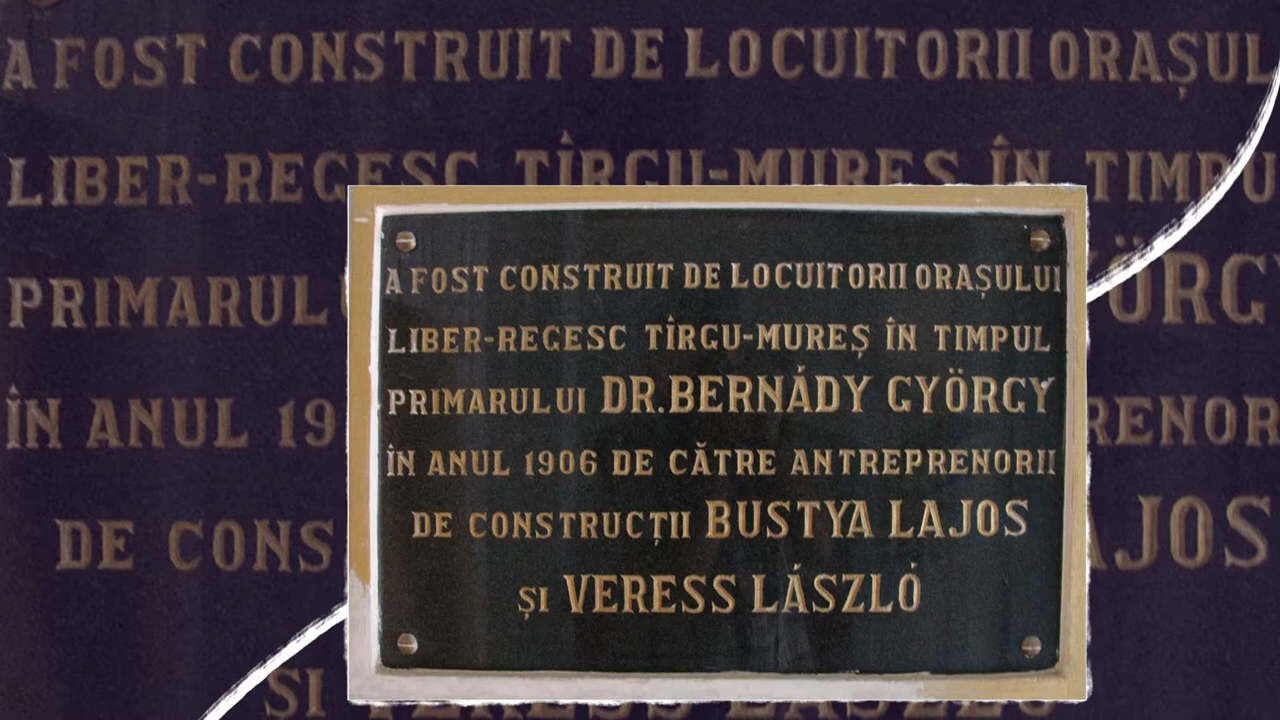 A FOST CONSTRUIT DE LOCUITORII ORAȘULUI
LIBER-REGESC TÎRGU-MUREȘ ÎN TIMPUL
PRIMARULUI DR.BERNÁDY GYÖRGY
ÎN ANUL 1906 DE CĂTRE ANTREPRENORII
DE CONSTRUCȚII BUSTYA LAJOS
ȘI VERESS LÁSZLÓ